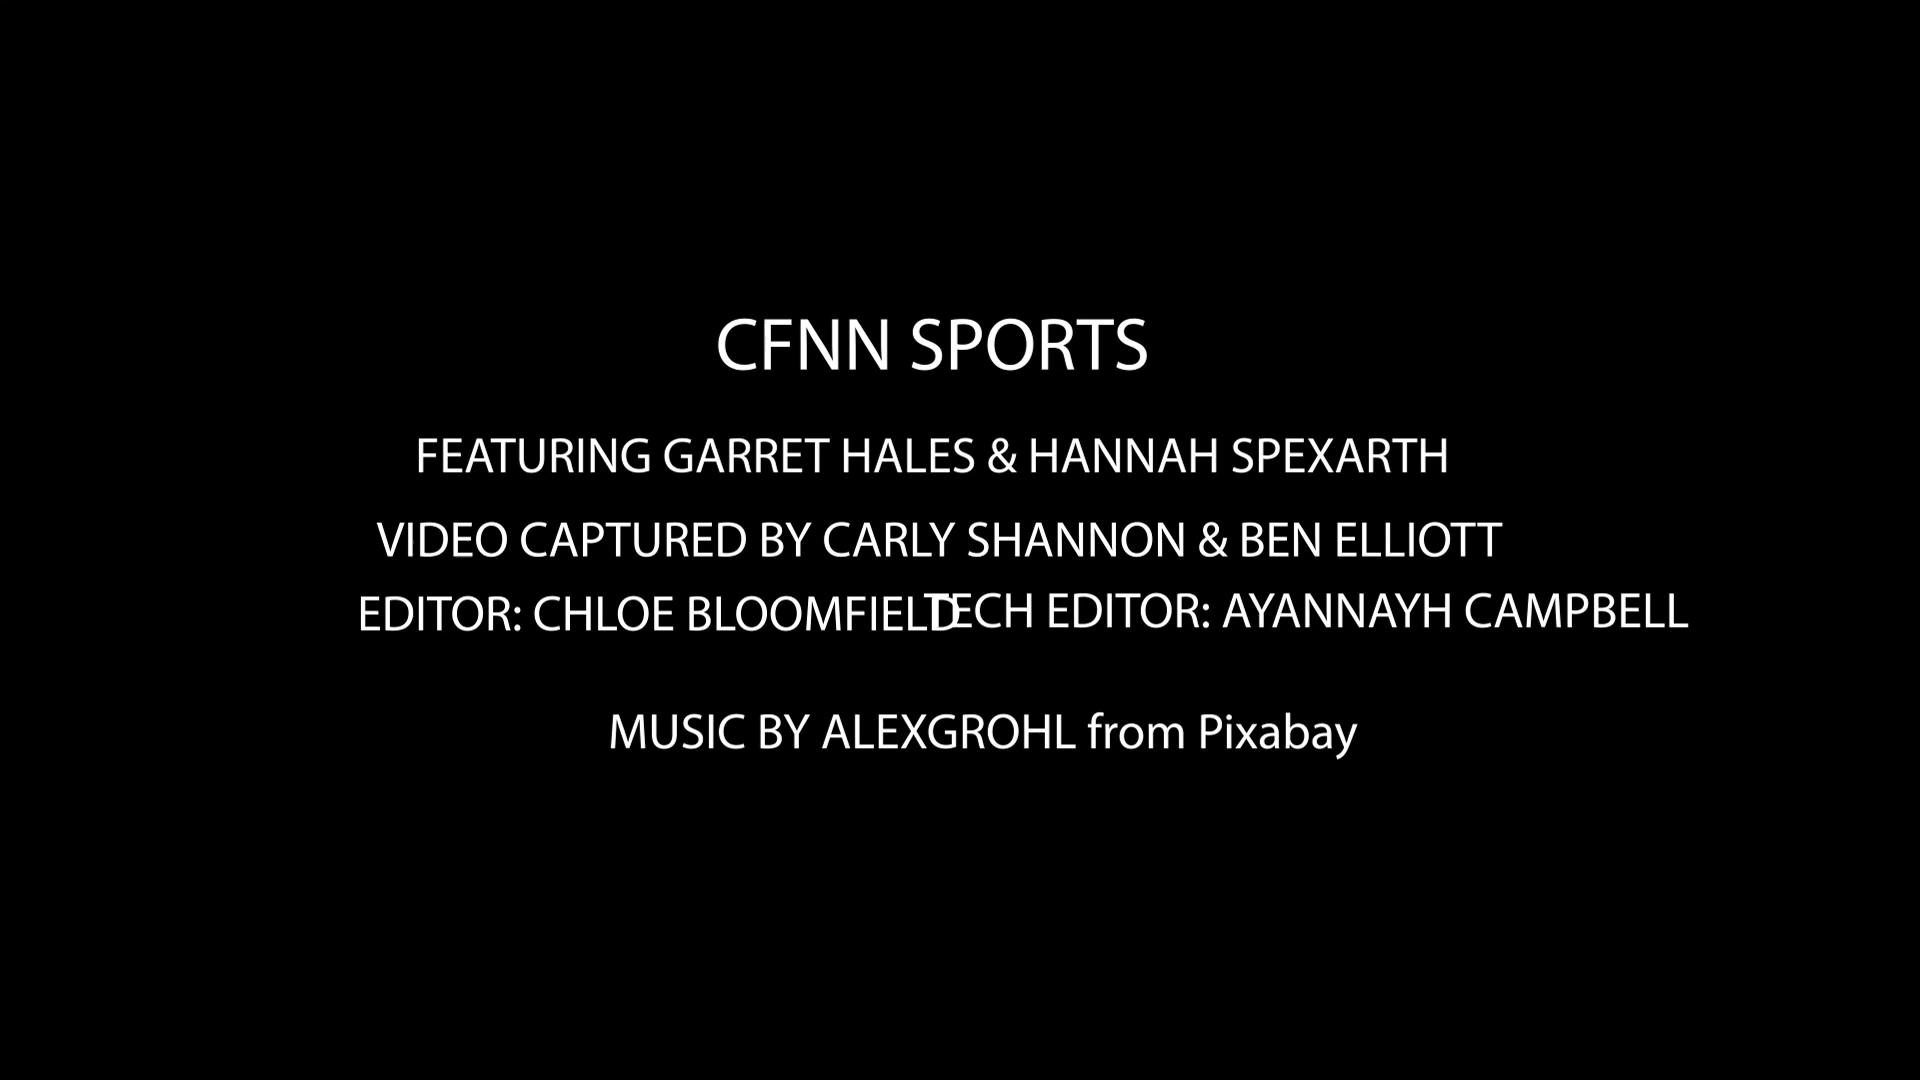 CFNN SPORTS
FEATURING GARRET HALES & HANNAH SPEXARTH
VIDEO CAPTURED BY CARLY SHANNON & BEN ELLIOTT
EDITOR: CHLOE BLOOMFIELD TECH EDITOR: AYANNAYH CAMPBELL
MUSIC BY ALEXGROHL from Pixabay